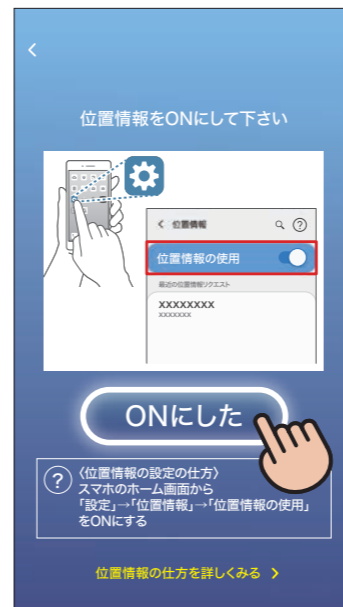 位置情報をONにして下さい
位置情報
位置情報の使用
最近の位置情報リクエスト
XXXXXXXX
XXXXXXX
ONにした
? 〈位置情報の設定の仕方〉
スマホのホーム画面から
「設定」→「位置情報」→「位置情報の使用」
をONにする
位置情報の仕方を詳しくみる